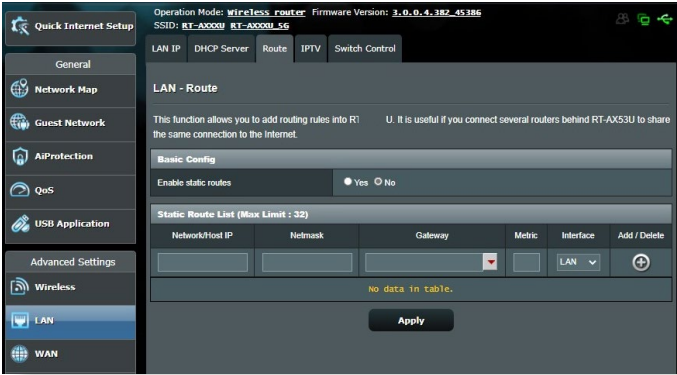 Operation Mode: Wireless router Firmware Version: 3.0.0.4.382_45386
SSID: RT-AXXXU RT-AXXXU_5G
Quick Internet Setup
General
Network Map
Guest Network
AiProtection
QoS
USB Application
Advanced Settings
Wireless
LAN
WAN
LAN IP DHCP Server Route IPTV Switch Control
LAN - Route
This function allows you to add routing rules into RT U. It is useful if you connect several routers behind RT-AX53U to share
the same connection to the Internet.
Basic Config
Enable static routes Yes No
Static Route List (Max Limit : 32)
Network/Host IP Netmask Gateway Metric Interface Add / Delete
LAN
No data in table.
Apply